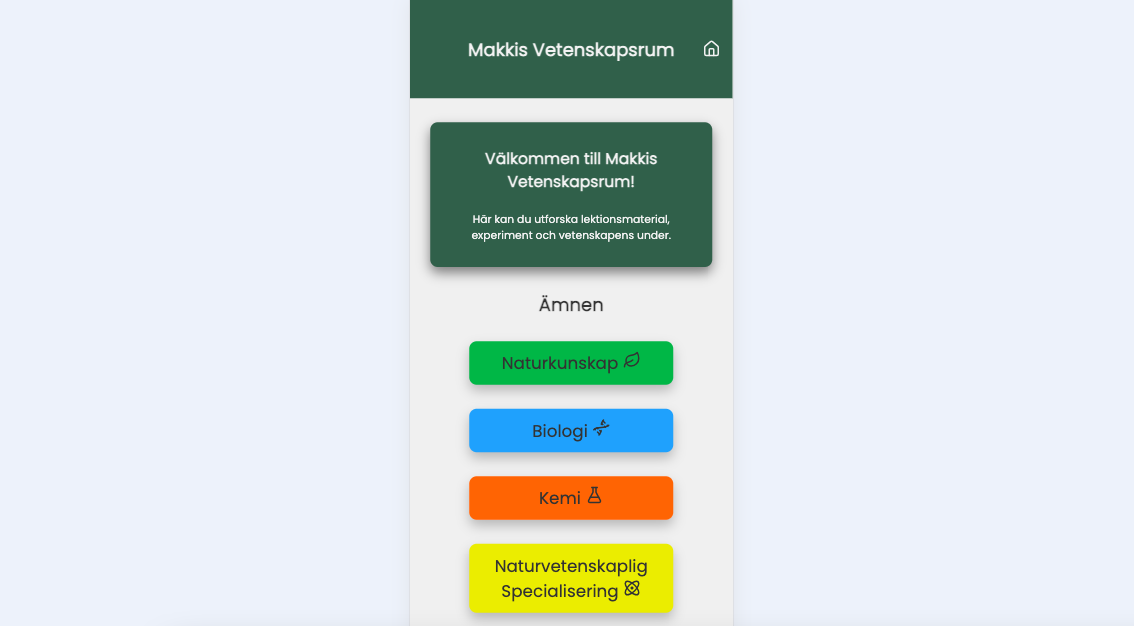 Makkis Vetenskapsrum
Välkommen till Makkis
Vetenskapsrum!
Här kan du utforska lektionsmaterial,
experiment och vetenskapens under.
Ämnen
Naturkunskap
Biologi
Kemi
Naturvetenskaplig
Specialisering